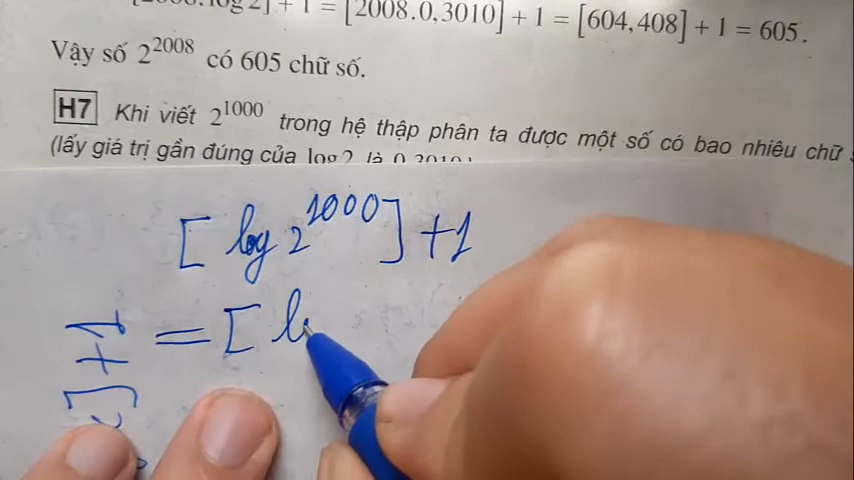 log 2] + 1 = [2008.0,3010] + 1 = [604,408] + 1 = 605.
Vậy số 2^2008 có 605 chữ số.
H7 Khi viết 2^1000 trong hệ thập phân ta được một số có bao nhiêu chữ
(lấy giá trị gần đúng của log 2 là 0,3010)
[log 2^1000] + 1
= [l
] + 1